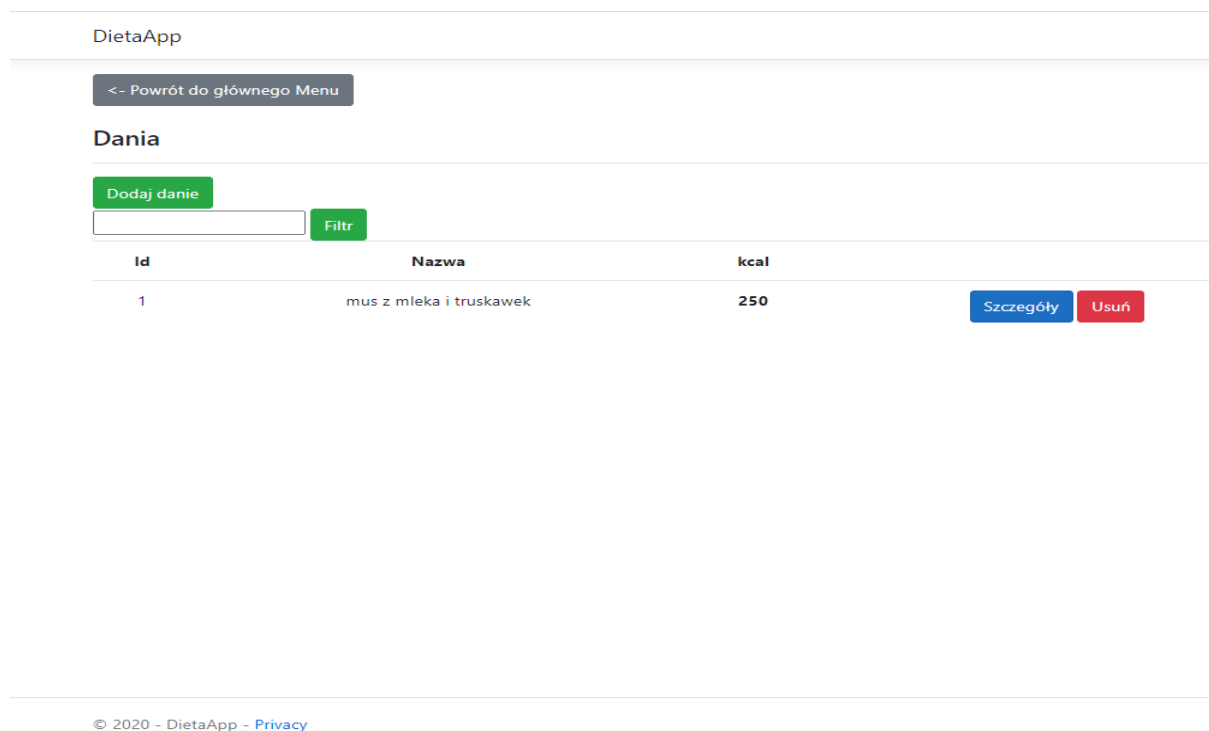 DietaApp
<- Powrót do głównego Menu
Dania
Dodaj danie
Filtr
Id Nazwa kcal
1 mus z mleka i truskawek 250 Szczegóły Usuń
© 2020 - DietaApp - Privacy